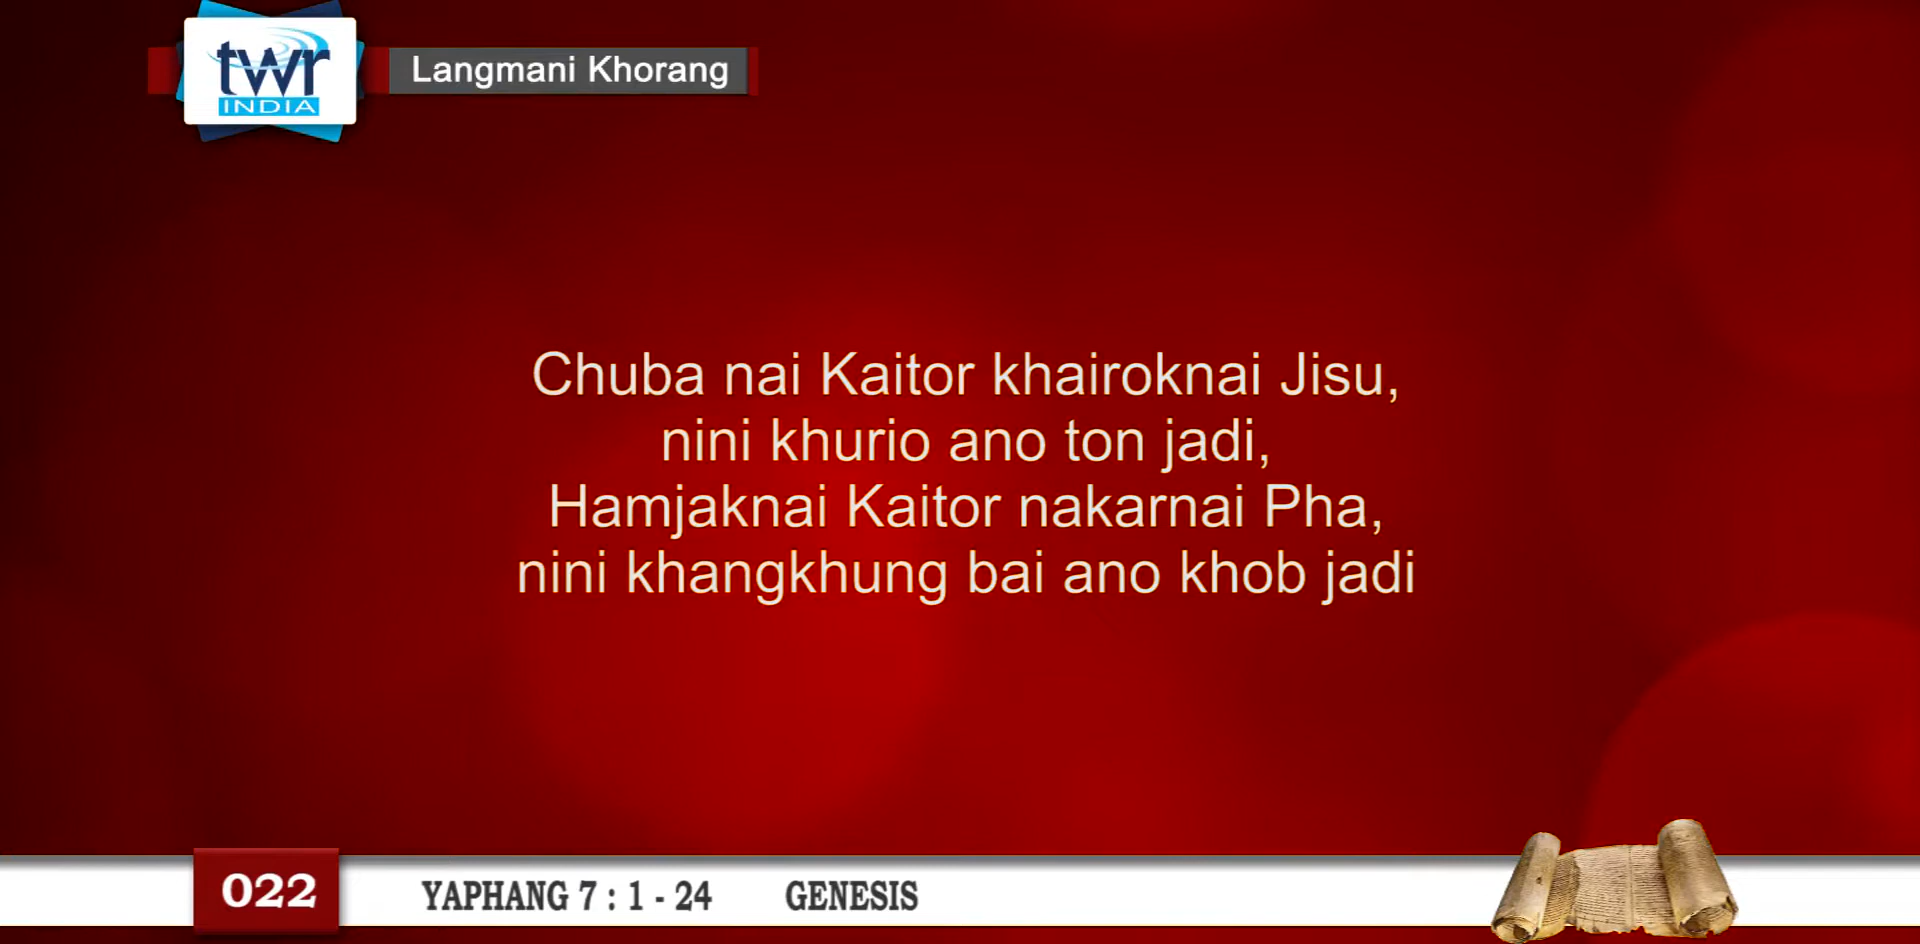 twr
INDIA
Langmani Khorang
Chuba nai Kaitor khairoknai Jisu,
nini khurio ano ton jadi,
Hamjaknai Kaitor nakarnai Pha,
nini khangkhung bai ano khob jadi
022 YAPHANG 7 : 1 - 24 GENESIS